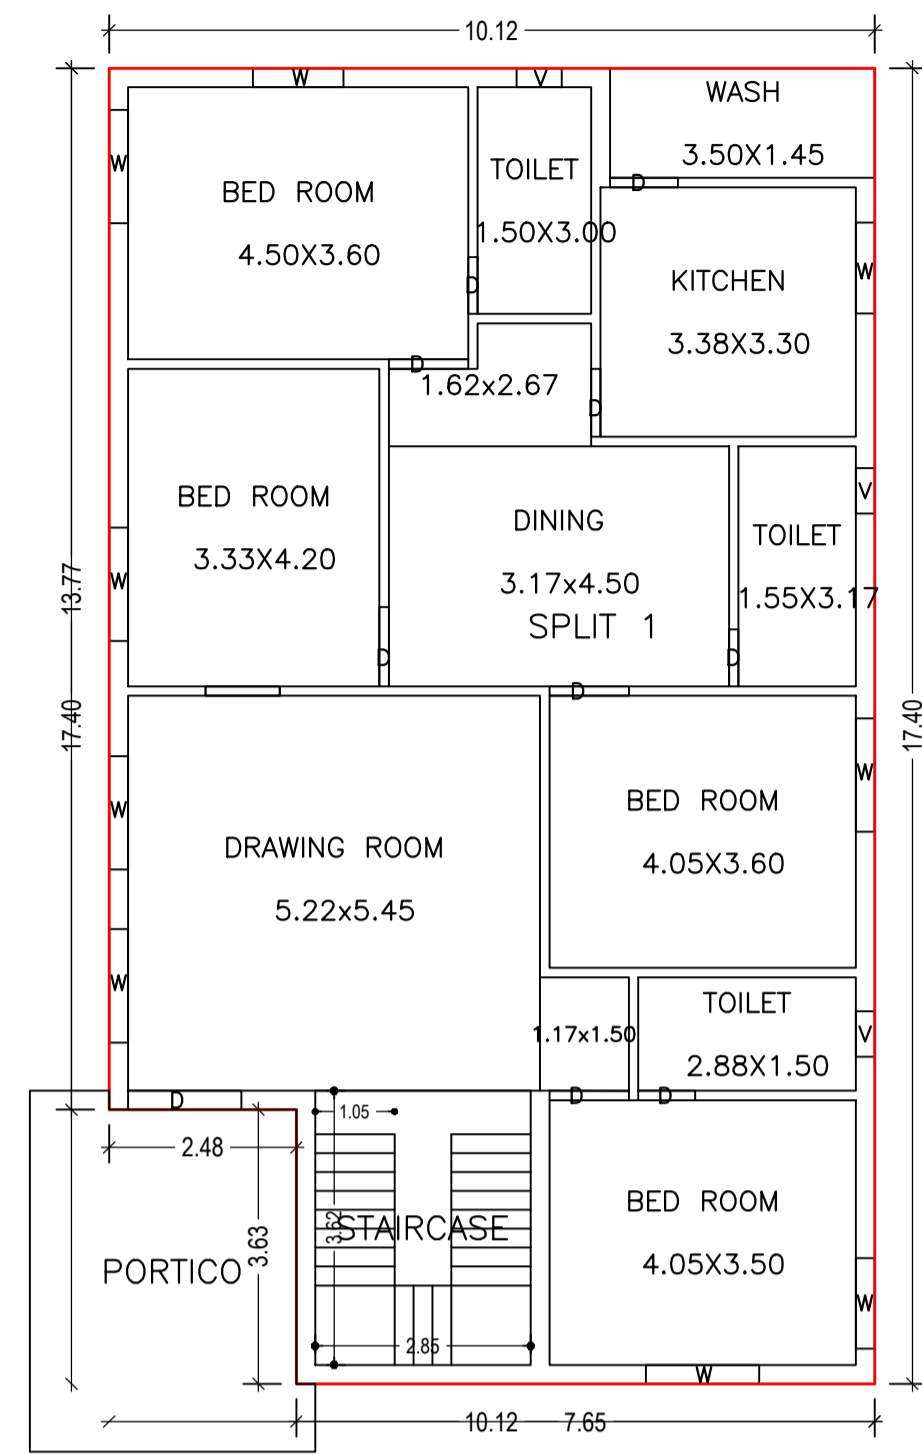 10.12
W
V
WASH
3.50X1.45
W
D
BED ROOM
4.50X3.60
TOILET
1.50X3.00
D
KITCHEN
3.38X3.30
W
D
1.62x2.67
D
BED ROOM
3.33X4.20
W
D
DINING
3.17x4.50
SPLIT 1
V
TOILET
1.55X3.17
D
13.77
17.40
17.40
D
W
DRAWING ROOM
5.22x5.45
W
W
BED ROOM
4.05X3.60
W
TOILET
2.88X1.50
V
1.17x1.50
D
D
D
1.05
2.48
3.63
3.62
STAIRCASE
PORTICO
BED ROOM
4.05X3.50
W
2.85
W
10.12
7.65